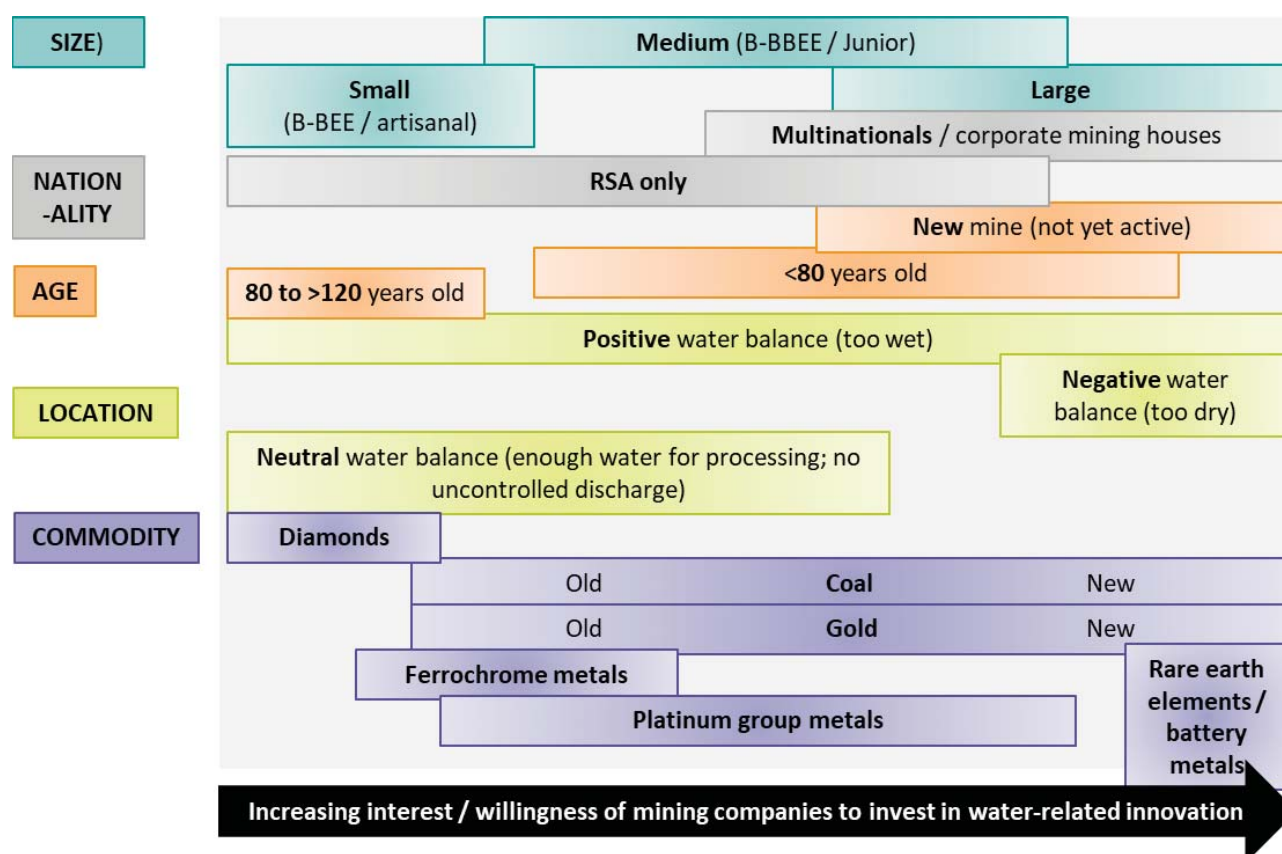 SIZE)
Medium (B-BBEE / Junior)
Small
(B-BEE / artisanal)
Large
Multinationals / corporate mining houses
NATION
-ALITY
RSA only
New mine (not yet active)
AGE
<80 years old
80 to >120 years old
Positive water balance (too wet)
Negative water
balance (too dry)
LOCATION
Neutral water balance (enough water for processing; no
uncontrolled discharge)
COMMODITY
Diamonds
Old Coal New
Old Gold New
Ferrochrome metals
Rare earth
elements /
battery
metals
Platinum group metals
Increasing interest / willingness of mining companies to invest in water-related innovation